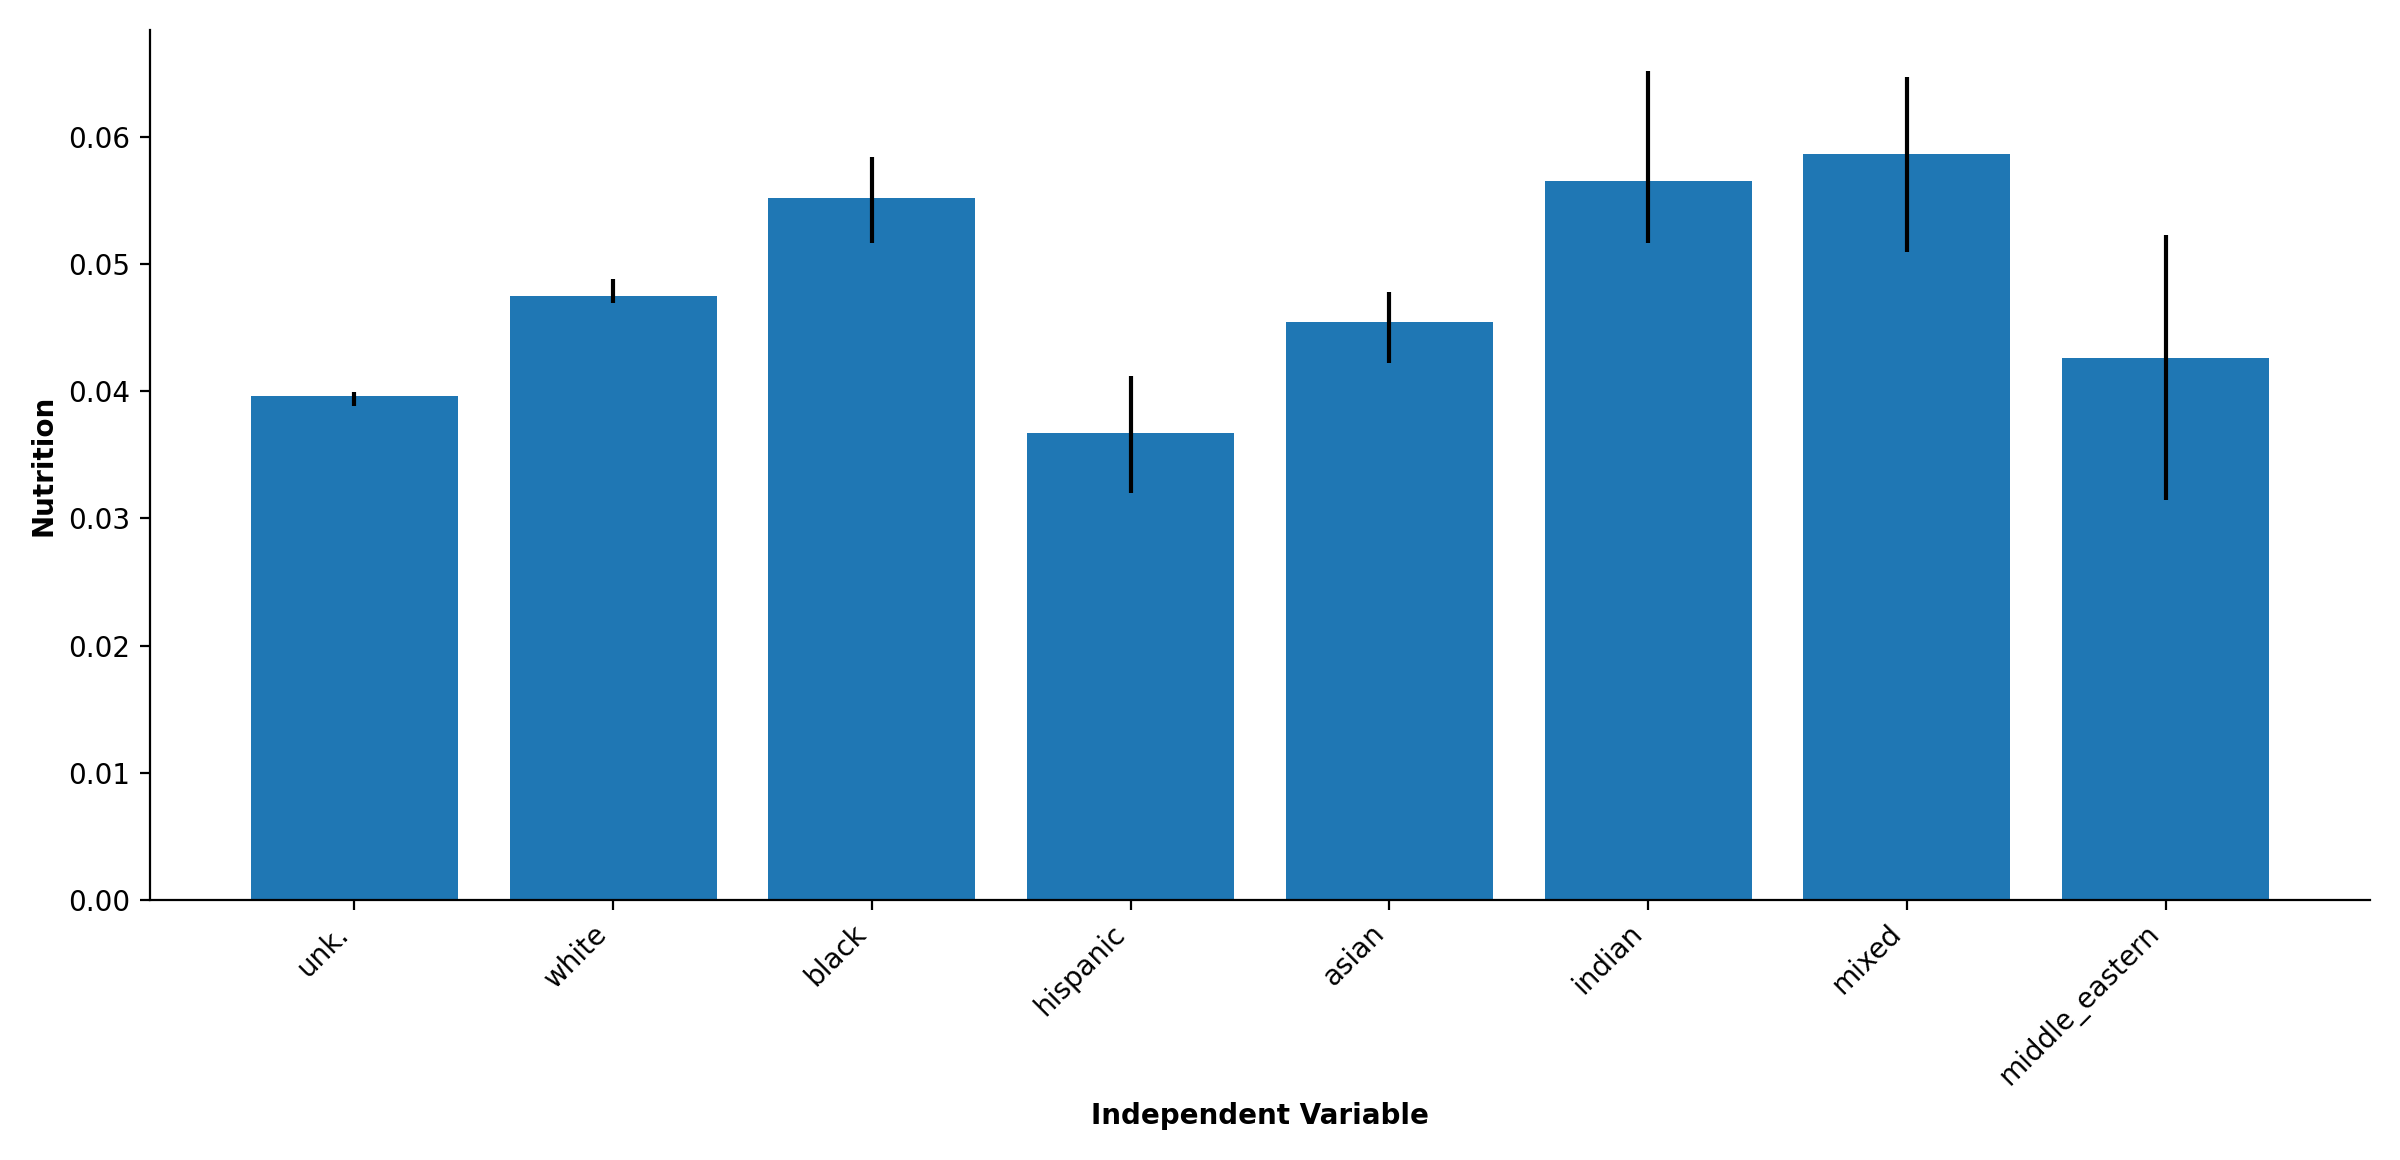 Nutrition
0.06
0.05
0.04
0.03
0.02
0.01
0.00
unk.
white
black
hispanic
asian
indian
mixed
middle_eastern
Independent Variable